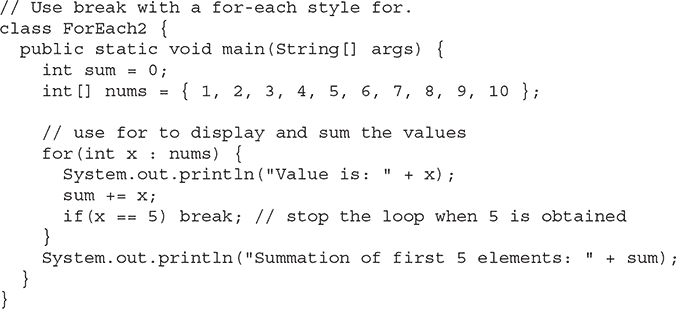 // Use break with a for-each style for.
class ForEach2 {
  public static void main(String[] args) {
    int sum = 0;
    int[] nums = { 1, 2, 3, 4, 5, 6, 7, 8, 9, 10 };

    // use for to display and sum the values
    for(int x : nums) {
      System.out.println("Value is: " + x);
      sum += x;
      if(x == 5) break; // stop the loop when 5 is obtained
    }
    System.out.println("Summation of first 5 elements: " + sum);
  }
}